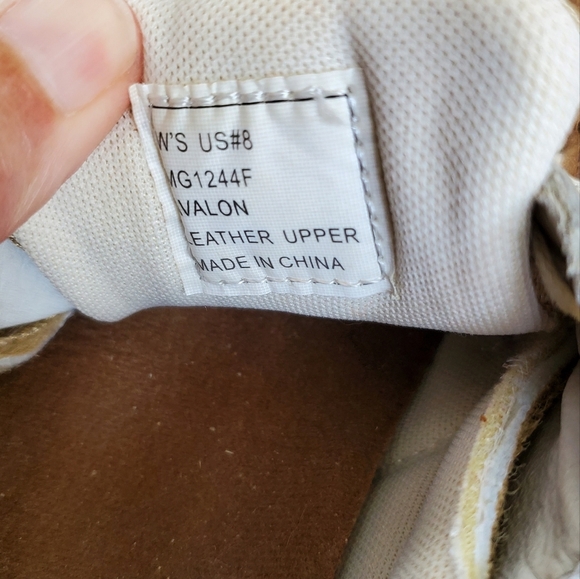 W'S US#8
MG1244F
VALON
LEATHER UPPER
MADE IN CHINA